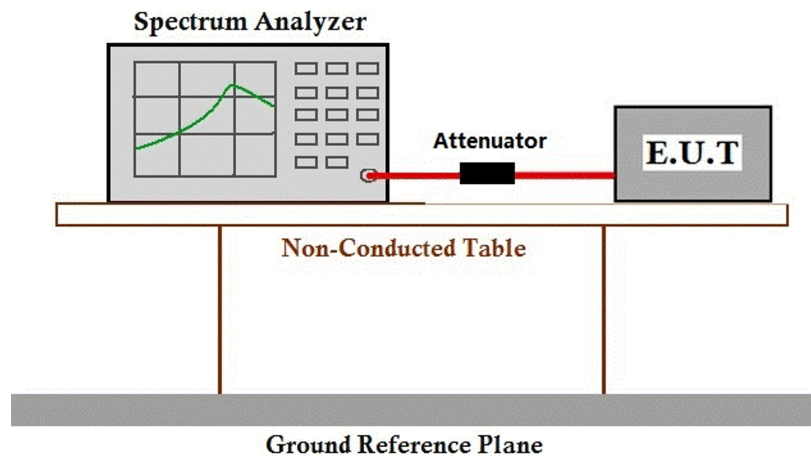 Spectrum Analyzer
Attenuator
E.U.T
Non-Conducted Table
Ground Reference Plane